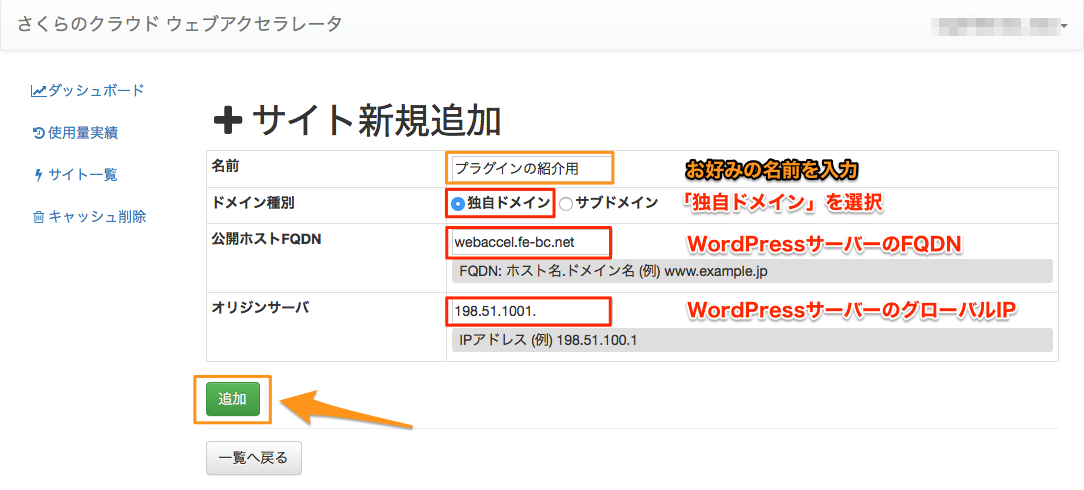 さくらのクラウド ウェブアクセラレータ
ダッシュボード
使用量実績
サイト一覧
キャッシュ削除
サイト新規追加
名前 プラグインの紹介用 お好みの名前を入力
ドメイン種別 独自ドメイン サブドメイン 「独自ドメイン」を選択
公開ホストFQDN webaccel.fe-bc.net WordPressサーバーのFQDN
FQDN: ホスト名.ドメイン名 (例) www.example.jp
オリジンサーバ 198.51.1001. WordPressサーバーのグローバルIP
IPアドレス (例) 198.51.100.1
追加
一覧へ戻る